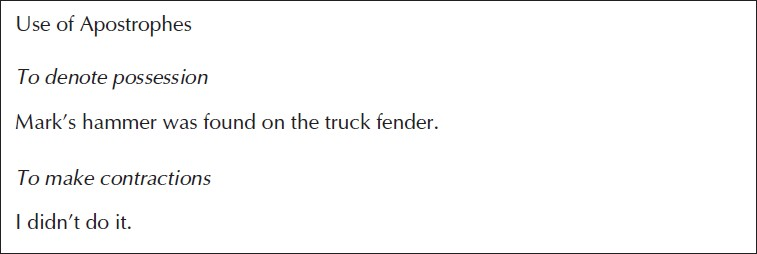 Use of Apostrophes
To denote possession
Mark’s hammer was found on the truck fender.
To make contractions
I didn’t do it.